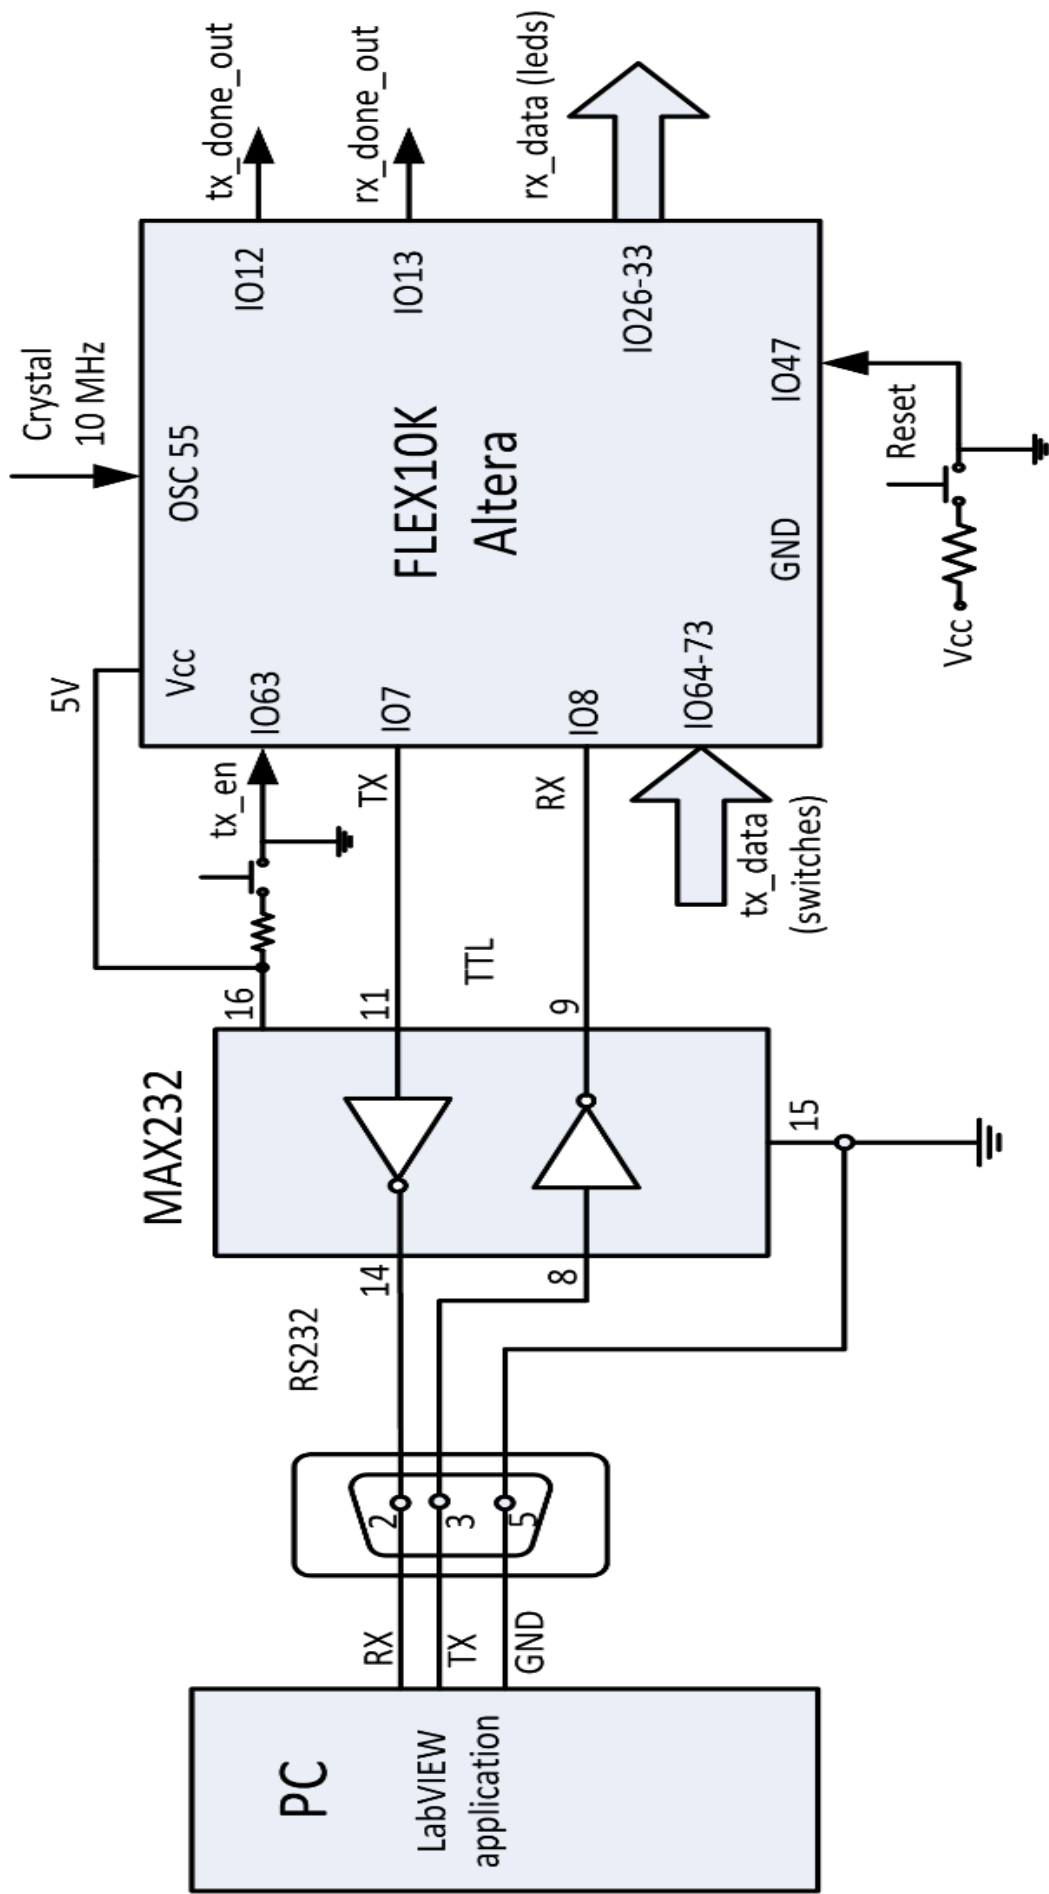 PC
LabVIEW
application
RX
TX
GND
2
3
5
RS232
14
8
MAX232
15
16
11
9
TTL
5V
tx_en
TX
RX
tx_data
(switches)
Vcc
IO63
IO7
IO8
IO64-73
Crystal
10 MHz
OSC 55
FLEX10K
Altera
GND
IO47
IO12
IO13
IO26-33
Vcc
Reset
tx_done_out
rx_done_out
rx_data (leds)